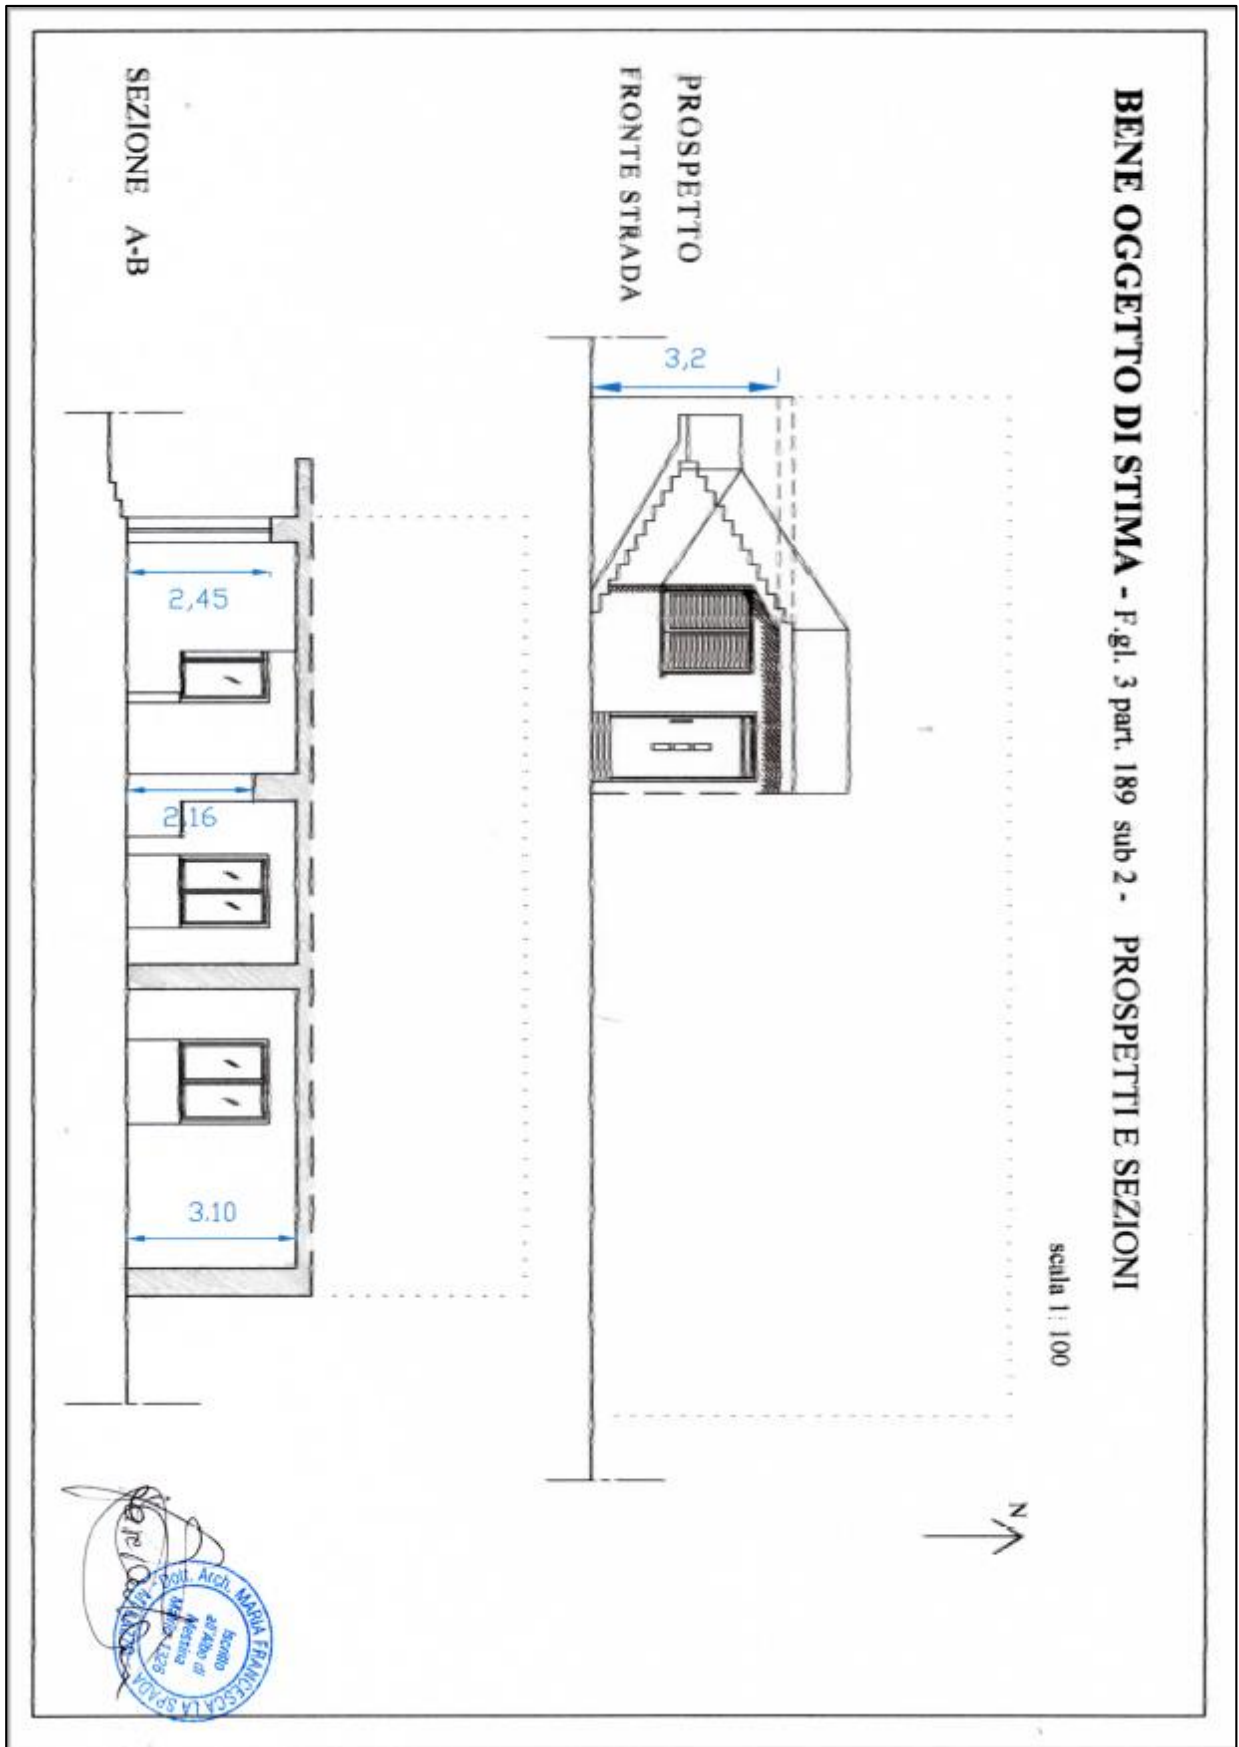 BENE OGGETTO DI STIMA - F.gl. 3 part. 189 sub 2 - PROSPETTI E SEZIONI
scala 1: 100
N
PROSPETTO
FRONTE STRADA
3,2
SEZIONE A-B
2,45
2,16
3.10
Dott. Arch. MARIA FRANCESCA LA SPADA
Iscritto
all'Albo di
Messina
1326